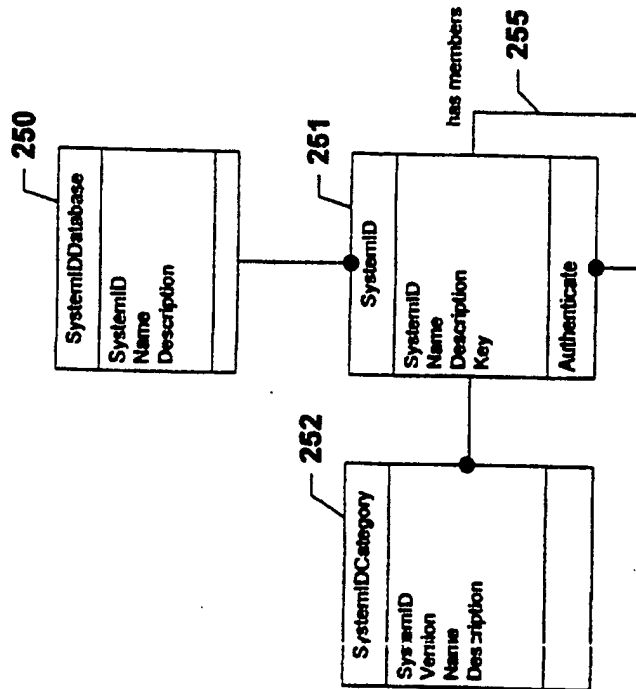 250
SystemIDDatabase
SystemID
Name
Description
251
SystemID
SystemID
Name
Description
Key
Authenticate
has members
255
252
SystemIDCategory
SystemID
Version
Name
Description